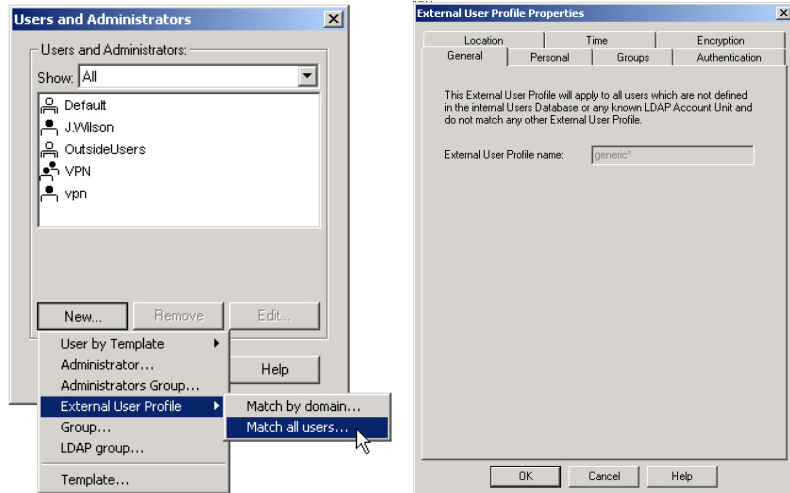 Users and Administrators
Users and Administrators:
Show: All
Default
J.Wilson
OutsideUsers
VPN
vpn
New...
Remove
Edit...
User by Template
Administrator...
Administrators Group...
External User Profile
Group...
LDAP group...
Template...
Help
Match by domain...
Match all users...
External User Profile Properties
Location
Time
Encryption
General
Personal
Groups
Authentication
This External User Profile will apply to all users which are not defined
in the internal Users Database or any known LDAP Account Unit and
do not match any other External User Profile.
External User Profile name: generic*
OK
Cancel
Help